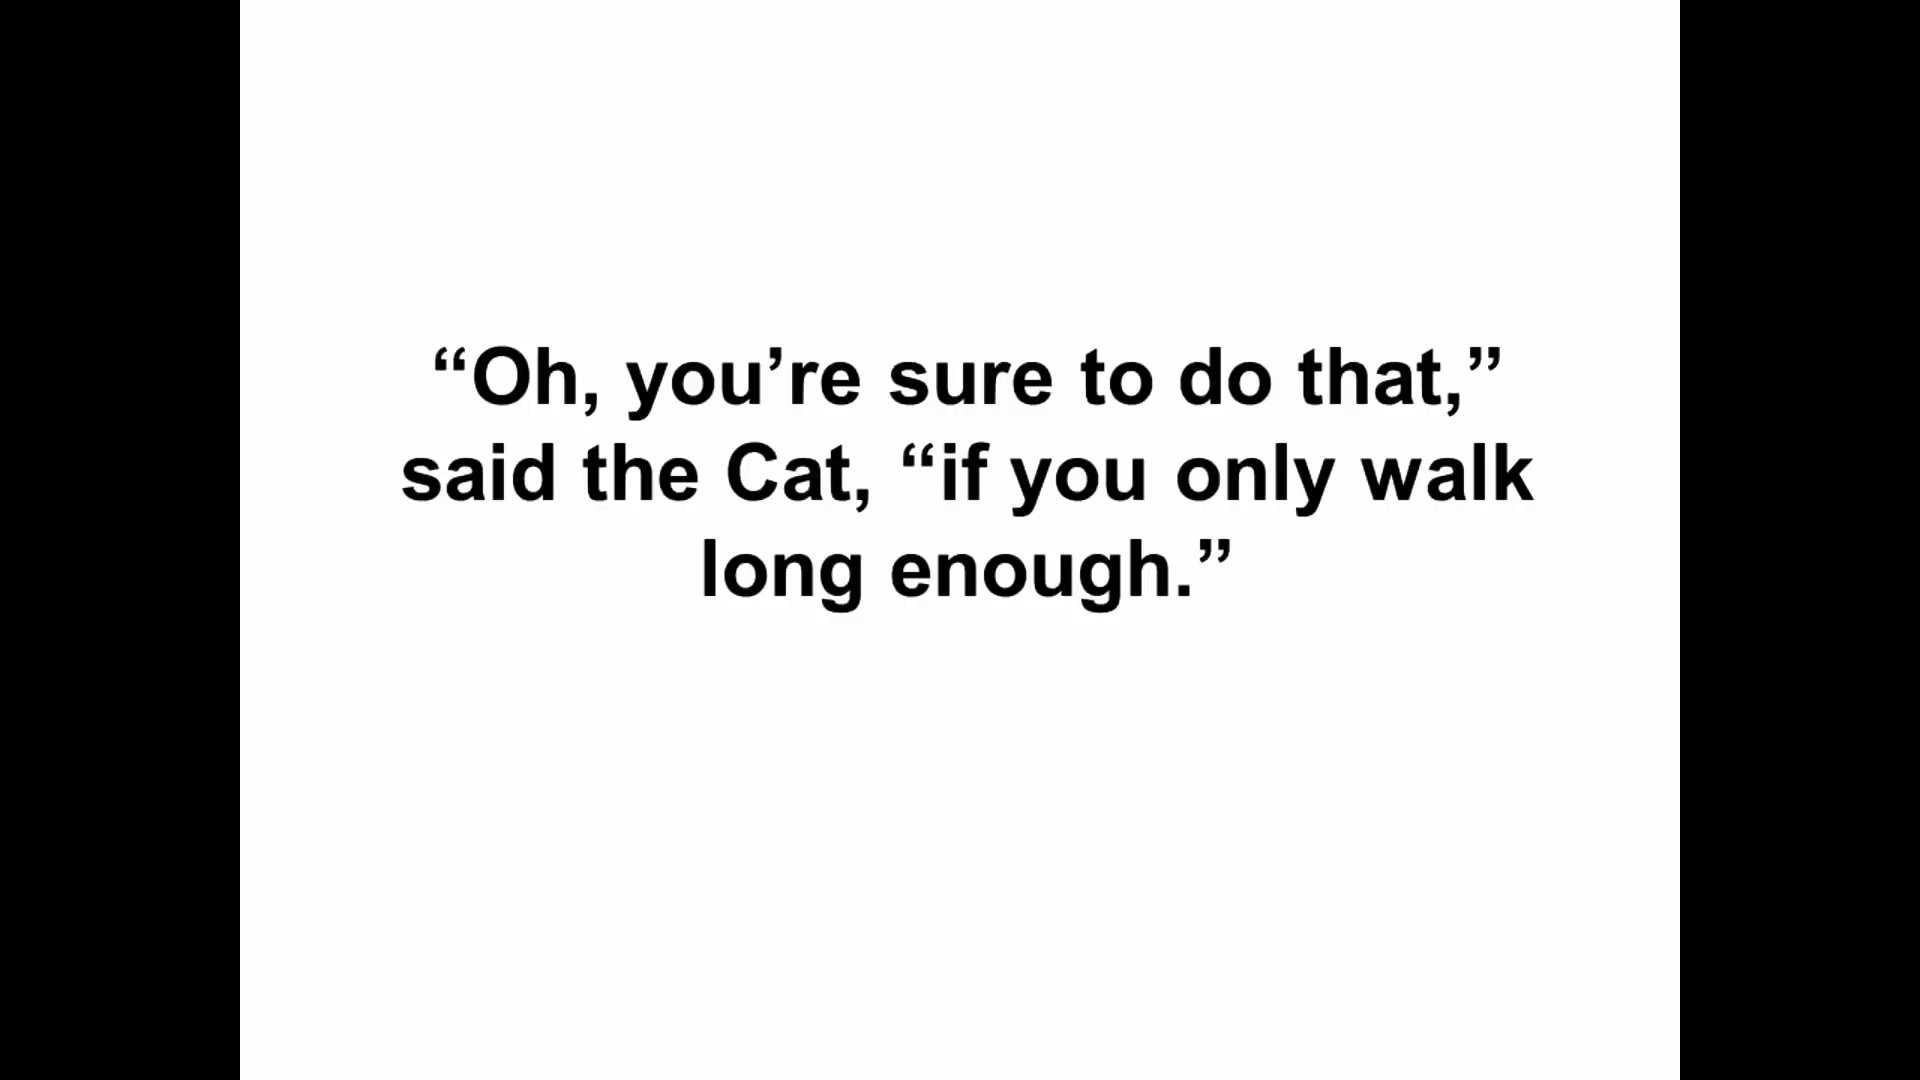 “Oh, you’re sure to do that,”
said the Cat, “if you only walk
long enough.”